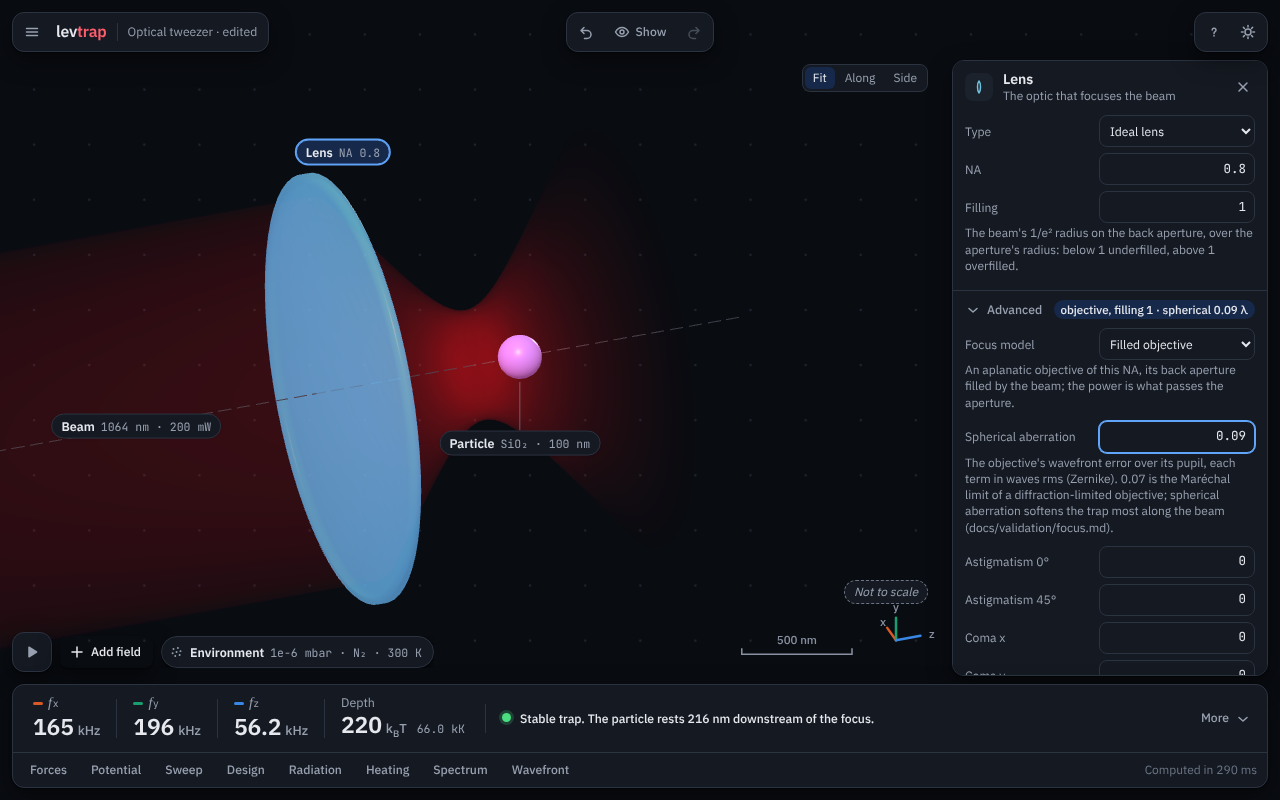 levtrap
Optical tweezer · edited
Show
?
Fit Along Side
Lens NA 0.8
Beam 1064 nm · 200 mW
Particle SiO₂ · 100 nm
Not to scale
y
x
z
500 nm
Add field
Environment 1e-6 mbar · N₂ · 300 K
Lens
The optic that focuses the beam
Type Ideal lens
NA 0.8
Filling 1
The beam's 1/e² radius on the back aperture, over the
aperture's radius: below 1 underfilled, above 1
overfilled.
Advanced objective, filling 1 · spherical 0.09 λ
Focus model Filled objective
An aplanatic objective of this NA, its back aperture
filled by the beam; the power is what passes the
aperture.
Spherical aberration 0.09
The objective's wavefront error over its pupil, each
term in waves rms (Zernike). 0.07 is the Maréchal
limit of a diffraction-limited objective; spherical
aberration softens the trap most along the beam
(docs/validation/focus.md).
Astigmatism 0° 0
Astigmatism 45° 0
Coma x 0
Coma y 0
fx
165 kHz
fy
196 kHz
fz
56.2 kHz
Depth
220 kBT 66.0 kK
Stable trap. The particle rests 216 nm downstream of the focus.
More
Forces Potential Sweep Design Radiation Heating Spectrum Wavefront
Computed in 290 ms